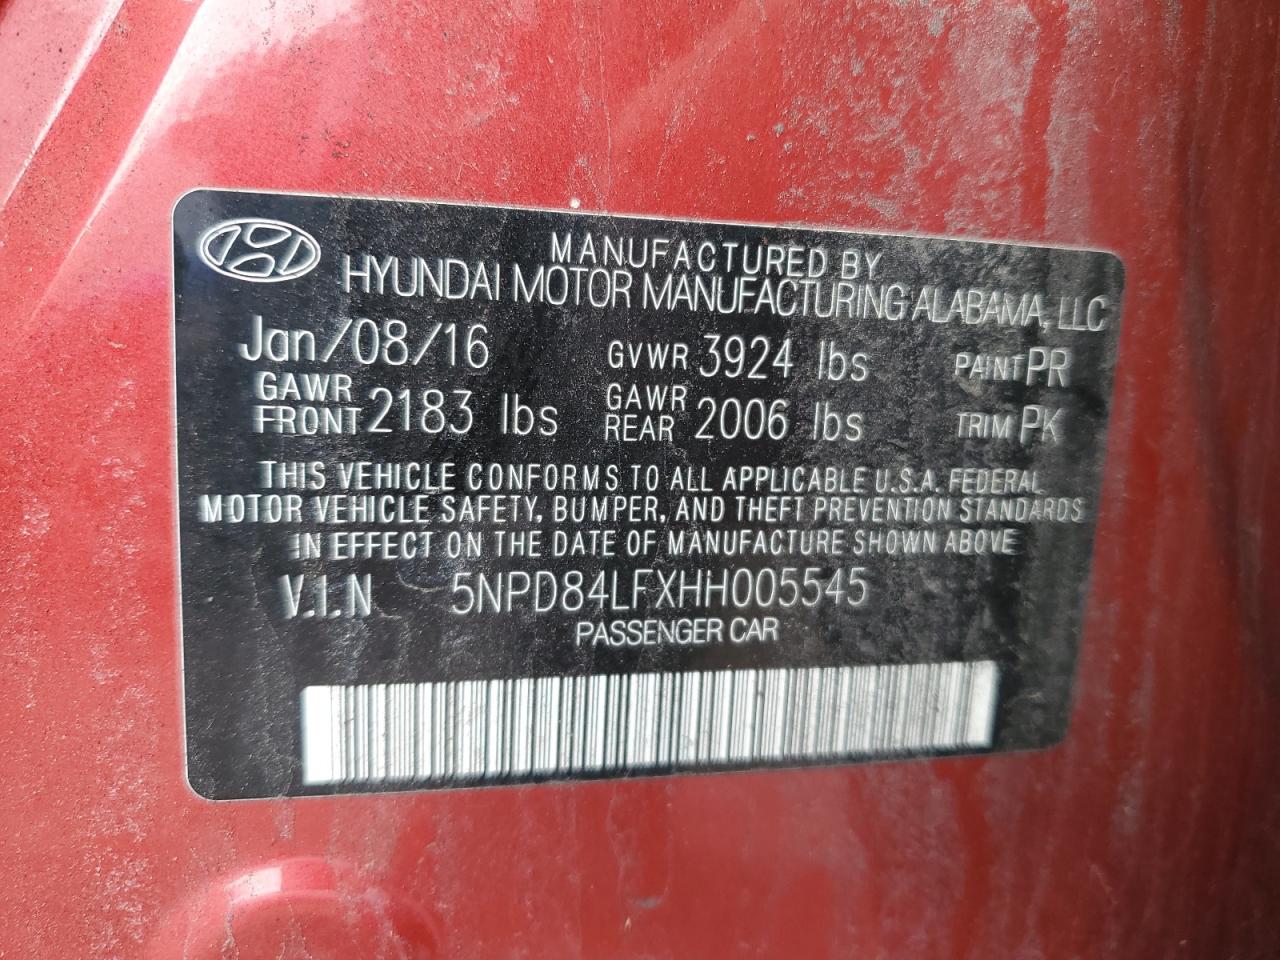 MANUFACTURED BY
HYUNDAI MOTOR MANUFACTURING ALABAMA, LLC
Jan/08/16 GVWR 3924 lbs PAINT PR
GAWR FRONT 2183 lbs GAWR REAR 2006 lbs TRIM PK
THIS VEHICLE CONFORMS TO ALL APPLICABLE U.S.A. FEDERAL
MOTOR VEHICLE SAFETY, BUMPER, AND THEFT PREVENTION STANDARDS
IN EFFECT ON THE DATE OF MANUFACTURE SHOWN ABOVE
V.I.N 5NPD84LFXHH005545
PASSENGER CAR